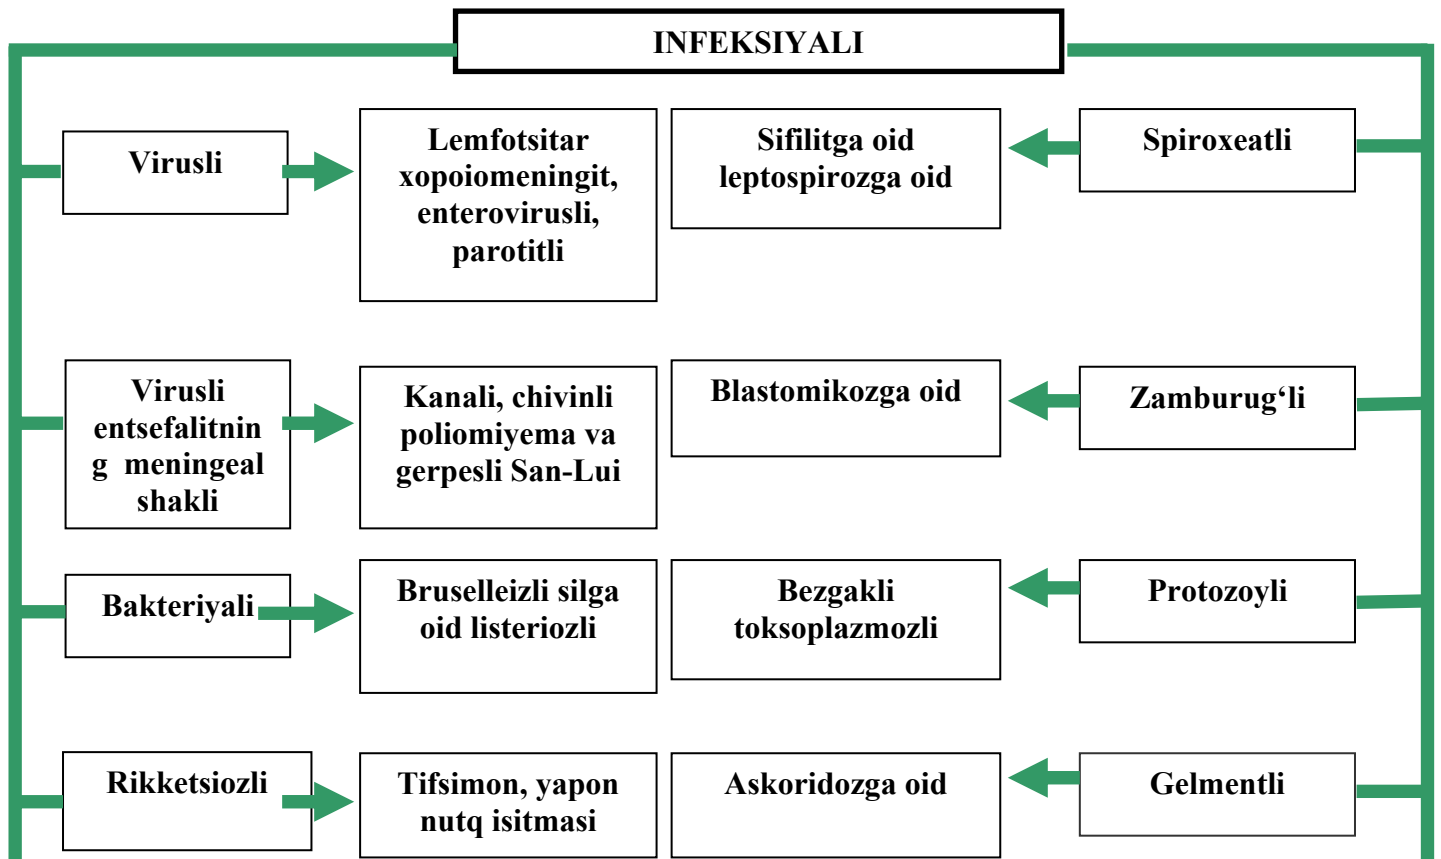 INFEKSIYALI
Virusli
Lemfotsitar
xopoiomeningit,
enterovirusli,
parotitli
Sifilitga oid
leptospirozga oid
Spiroxeatli
Virusli
entsefalitnin
g meningeal
shakli
Kanali, chivinli
poliomiyema va
gerpesli San-Lui
Blastomikozga oid
Zamburug‘li
Bakteriyali
Bruselleizli silga
oid listeriozli
Bezgakli
toksoplazmozli
Protozoyli
Rikketsiozli
Tifsimon, yapon
nutq isitmasi
Askoridozga oid
Gelmentli